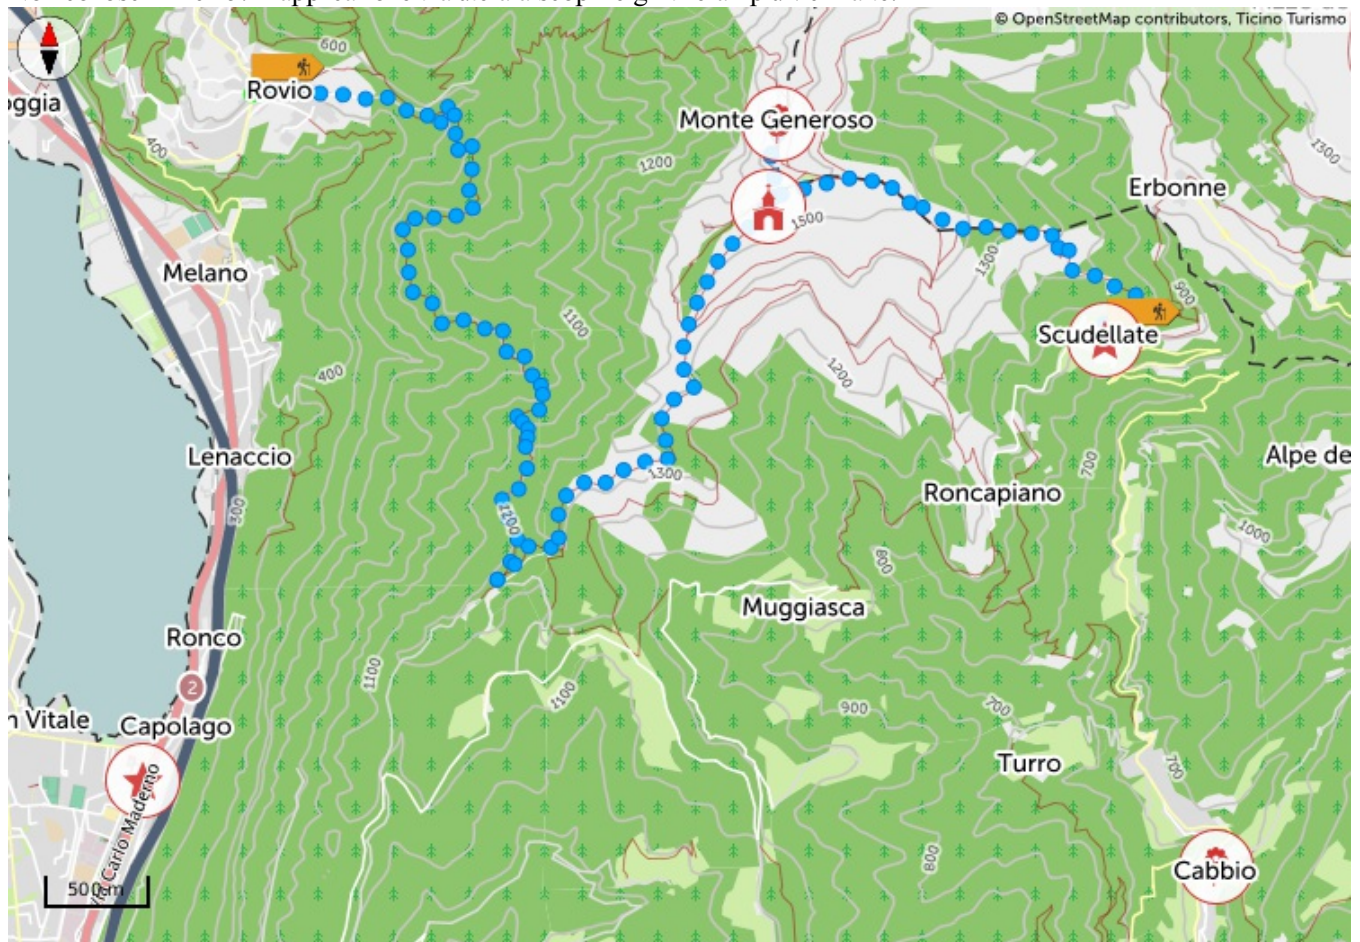 © OpenStreetMap contributors, Ticino Turismo
600
Rovio
oggia
Monte Generoso
400
1200
1300
Erbonne
1500
1300
Melano
900
1100
Scudellate
400
1200
Lenaccio
Alpe de
700
1300
Roncapiano
300
1200
1000
800
Muggiasca
Ronco
1100
1100
2
n Vitale
Capolago
900
700
Turro
700
Via Carlo Maderno
800
Cabbio
500 m